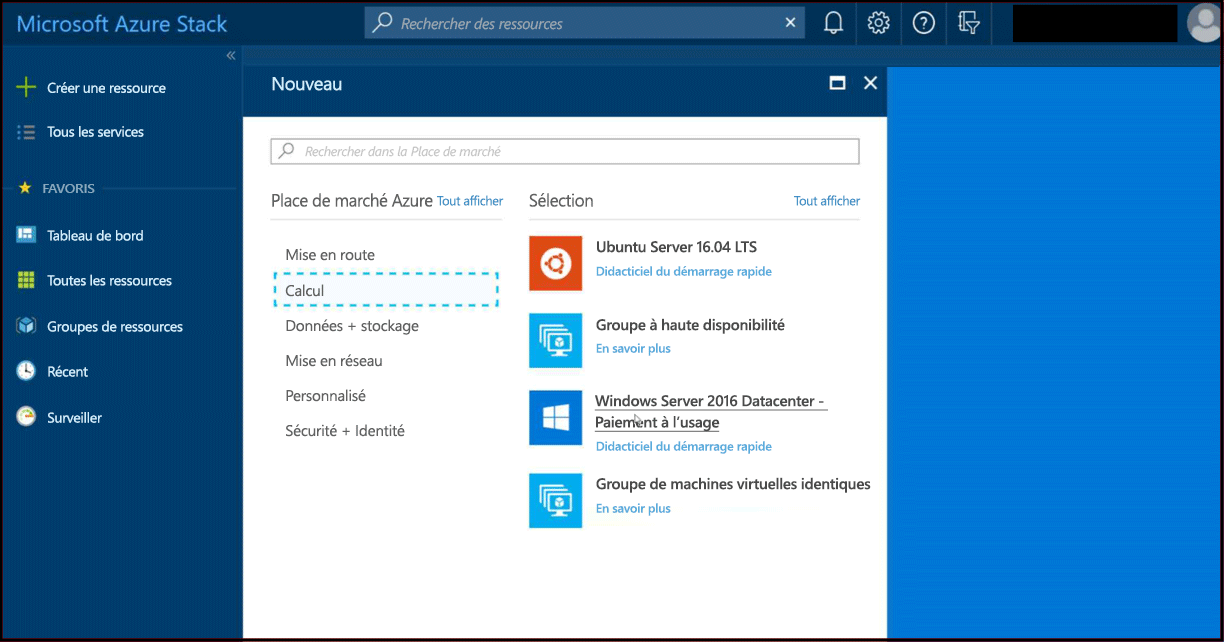 Microsoft Azure Stack
Rechercher des ressources
Créer une ressource
Tous les services
FAVORIS
Tableau de bord
Toutes les ressources
Groupes de ressources
Récent
Surveiller
Nouveau
Rechercher dans la Place de marché
Place de marché Azure Tout afficher
Mise en route
Calcul
Données + stockage
Mise en réseau
Personnalisé
Sécurité + Identité
Sélection Tout afficher
Ubuntu Server 16.04 LTS
Didacticiel du démarrage rapide
Groupe à haute disponibilité
En savoir plus
Windows Server 2016 Datacenter -
Paiement à l’usage
Didacticiel du démarrage rapide
Groupe de machines virtuelles identiques
En savoir plus